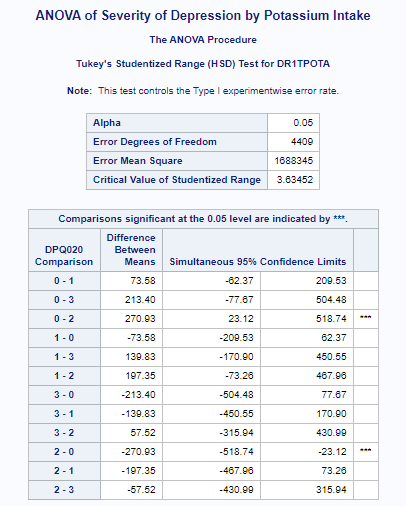 ANOVA of Severity of Depression by Potassium Intake
The ANOVA Procedure
Tukey's Studentized Range (HSD) Test for DR1TPOTA
Note: This test controls the Type I experimentwise error rate.
Alpha 0.05
Error Degrees of Freedom 4409
Error Mean Square 1688345
Critical Value of Studentized Range 3.63452
Comparisons significant at the 0.05 level are indicated by ***.
DPQ020 Comparison Difference Between Means Simultaneous 95% Confidence Limits
0 - 1 73.58 -62.37 209.53
0 - 3 213.40 -77.67 504.48
0 - 2 270.93 23.12 518.74 ***
1 - 0 -73.58 -209.53 62.37
1 - 3 139.83 -170.90 450.55
1 - 2 197.35 -73.26 467.96
3 - 0 -213.40 -504.48 77.67
3 - 1 -139.83 -450.55 170.90
3 - 2 57.52 -315.94 430.99
2 - 0 -270.93 -518.74 -23.12 ***
2 - 1 -197.35 -467.96 73.26
2 - 3 -57.52 -430.99 315.94